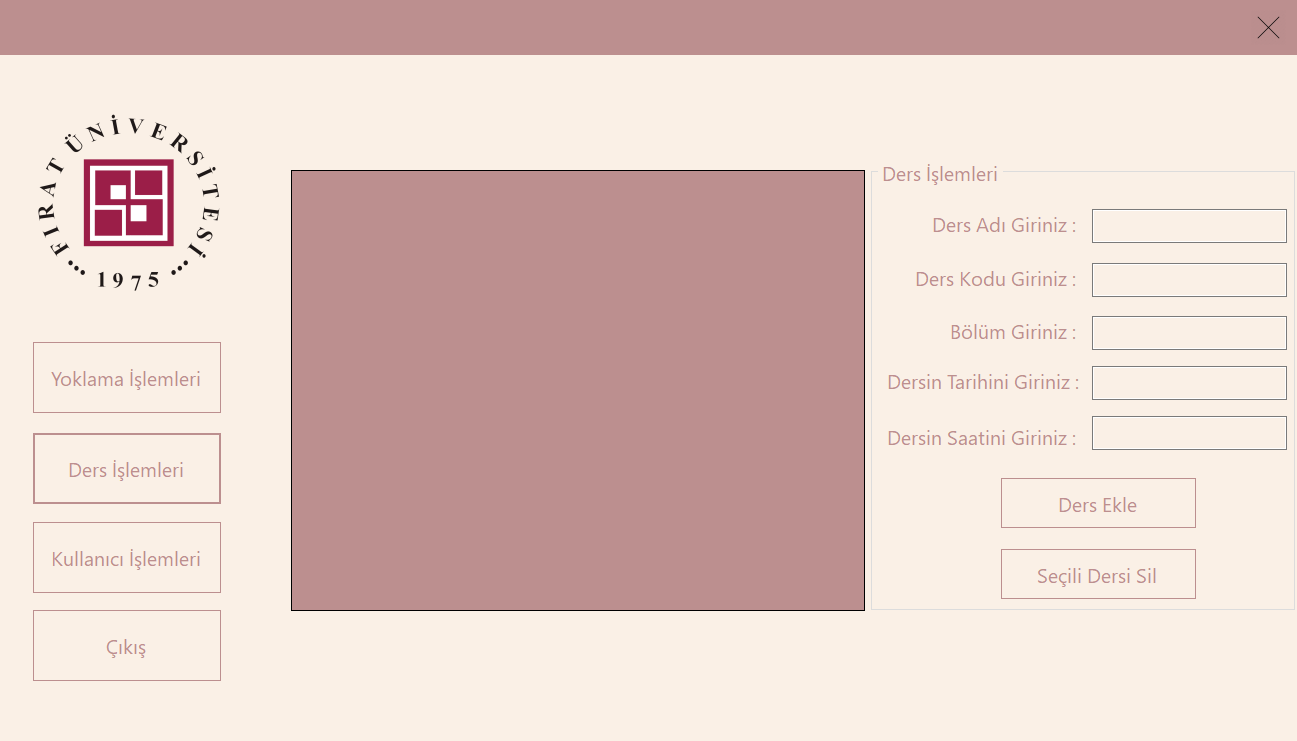 FIRAT ÜNİVERSİTESİ
1975
Yoklama İşlemleri
Ders İşlemleri
Kullanıcı İşlemleri
Çıkış
Ders İşlemleri
Ders Adı Giriniz :
Ders Kodu Giriniz :
Bölüm Giriniz :
Dersin Tarihini Giriniz :
Dersin Saatini Giriniz :
Ders Ekle
Seçili Dersi Sil